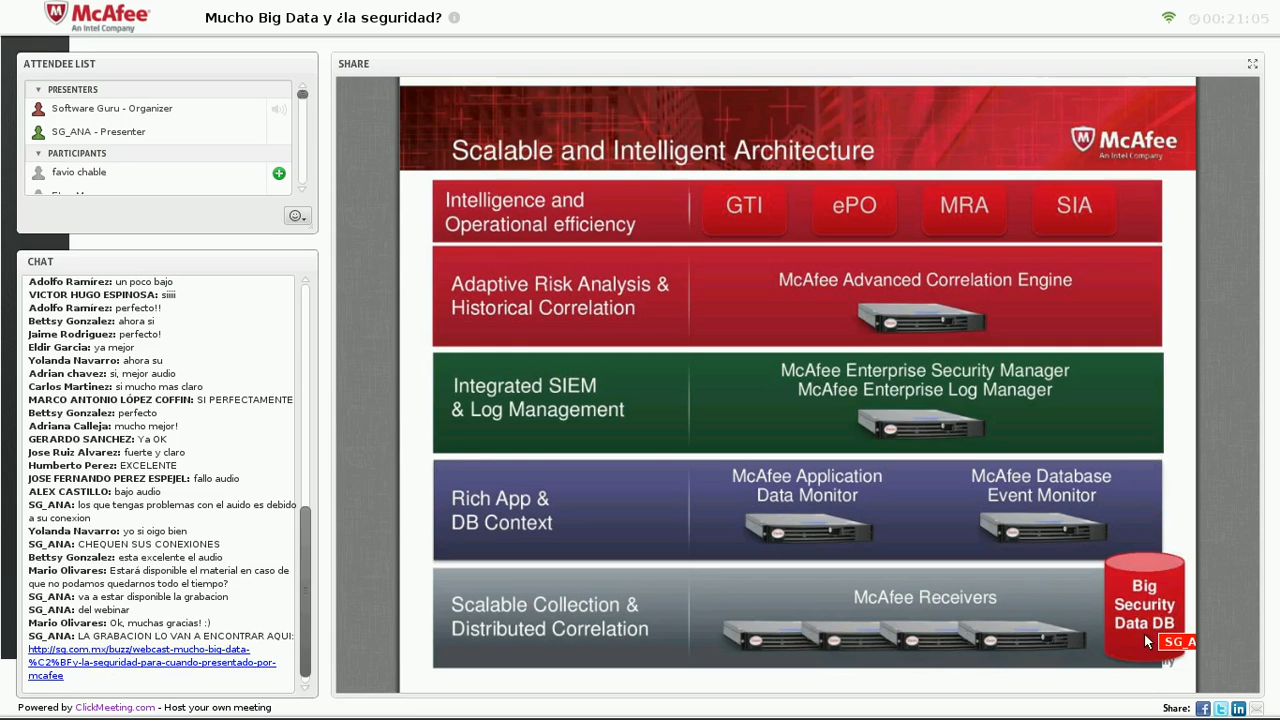 McAfee
An Intel Company
Mucho Big Data y ¿la seguridad?
00:21:05
ATTENDEE LIST
PRESENTERS
Software Guru - Organizer
SG_ANA - Presenter
PARTICIPANTS
favio chable
CHAT
Adolfo Ramírez: un poco bajo
VICTOR HUGO ESPINOSA: siiii
Adolfo Ramírez: perfecto!!
Bettsy Gonzalez: ahora si
Jaime Rodriguez: perfecto!
Eldir Garcia: ya mejor
Yolanda Navarro: ahora su
Adrian chavez: si, mejor audio
Carlos Martinez: si mucho mas claro
MARCO ANTONIO LÓPEZ COFFIN: SI PERFECTAMENTE
Bettsy Gonzalez: perfecto
Adriana Calleja: mucho mejor!
GERARDO SANCHEZ: Ya OK
Jose Ruiz Alvarez: fuerte y claro
Humberto Perez: EXCELENTE
JOSE FERNANDO PEREZ ESPEJEL: fallo audio
ALEX CASTILLO: bajo audio
SG_ANA: los que tengas problemas con el auido es debido
a su conexion
Yolanda Navarro: yo si oigo bien
SG_ANA: CHEQUEN SUS CONEXIONES
Bettsy Gonzalez: esta excelente el audio
Mario Olivares: Estará disponible el material en caso de
que no podamos quedarnos todo el tiempo?
SG_ANA: va a estar disponible la grabacion
SG_ANA: del webinar
Mario Olivares: Ok, muchas gracias! :)
SG_ANA: LA GRABACION LO VAN A ENCONTRAR AQUI:
http://sg.com.mx/buzz/webcast-mucho-big-data-
%C2%BFy-la-seguridad-para-cuando-presentado-por-
mcafee
SHARE
Scalable and Intelligent Architecture
McAfee
An Intel Company
Intelligence and
Operational efficiency
GTI
ePO
MRA
SIA
Adaptive Risk Analysis &
Historical Correlation
McAfee Advanced Correlation Engine
Integrated SIEM
& Log Management
McAfee Enterprise Security Manager
McAfee Enterprise Log Manager
Rich App &
DB Context
McAfee Application
Data Monitor
McAfee Database
Event Monitor
Scalable Collection &
Distributed Correlation
McAfee Receivers
Big
Security
Data DB
SG_A
Powered by ClickMeeting.com - Host your own meeting
Share: